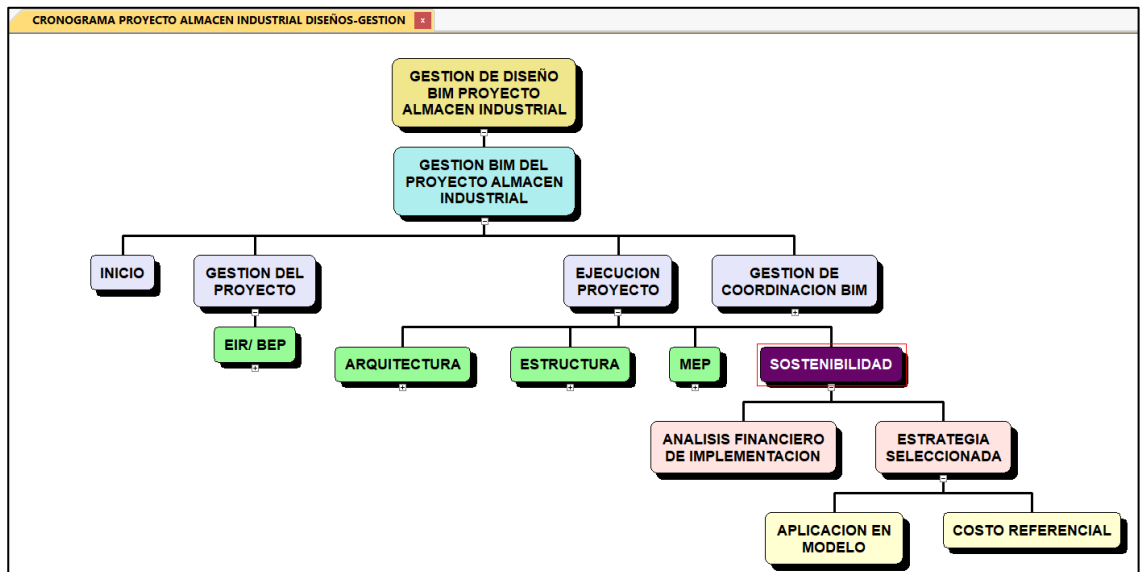 CRONOGRAMA PROYECTO ALMACEN INDUSTRIAL DISEÑOS-GESTION x
GESTION DE DISEÑO
BIM PROYECTO
ALMACEN INDUSTRIAL
GESTION BIM DEL
PROYECTO ALMACEN
INDUSTRIAL
INICIO
GESTION DEL
PROYECTO
EJECUCION
PROYECTO
GESTION DE
COORDINACION BIM
EIR/ BEP
ARQUITECTURA
ESTRUCTURA
MEP
SOSTENIBILIDAD
ANALISIS FINANCIERO
DE IMPLEMENTACION
ESTRATEGIA
SELECCIONADA
APLICACION EN
MODELO
COSTO REFERENCIAL